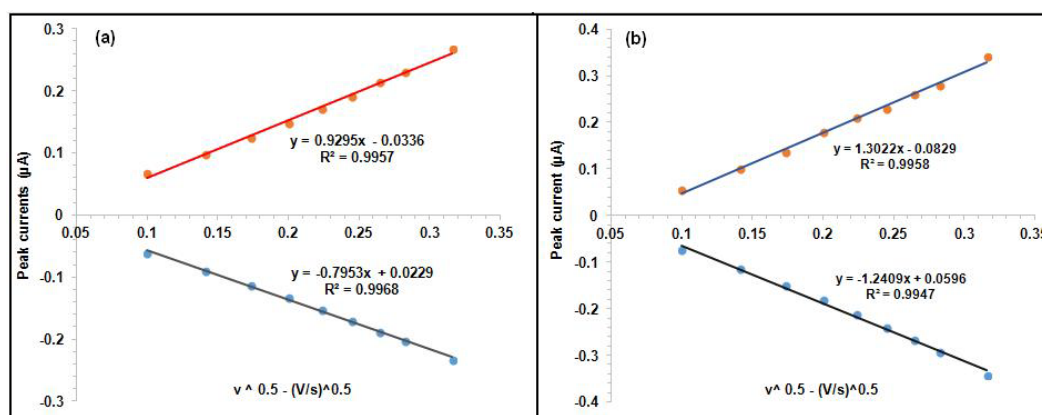 (a)
0.3
0.2
0.1
0
-0.1
-0.2
-0.3
Peak currents (µA)
y = 0.9295x - 0.0336
R² = 0.9957
0.05 0.1 0.15 0.2 0.25 0.3 0.35
y = -0.7953x + 0.0229
R² = 0.9968
v ^ 0.5 - (V/s)^0.5
(b)
0.4
0.3
0.2
0.1
0
-0.1
-0.2
-0.3
-0.4
Peak current (µA)
y = 1.3022x - 0.0829
R² = 0.9958
0.05 0.1 0.15 0.2 0.25 0.3 0.35
y = -1.2409x + 0.0596
R² = 0.9947
v^ 0.5 - (V/s)^0.5